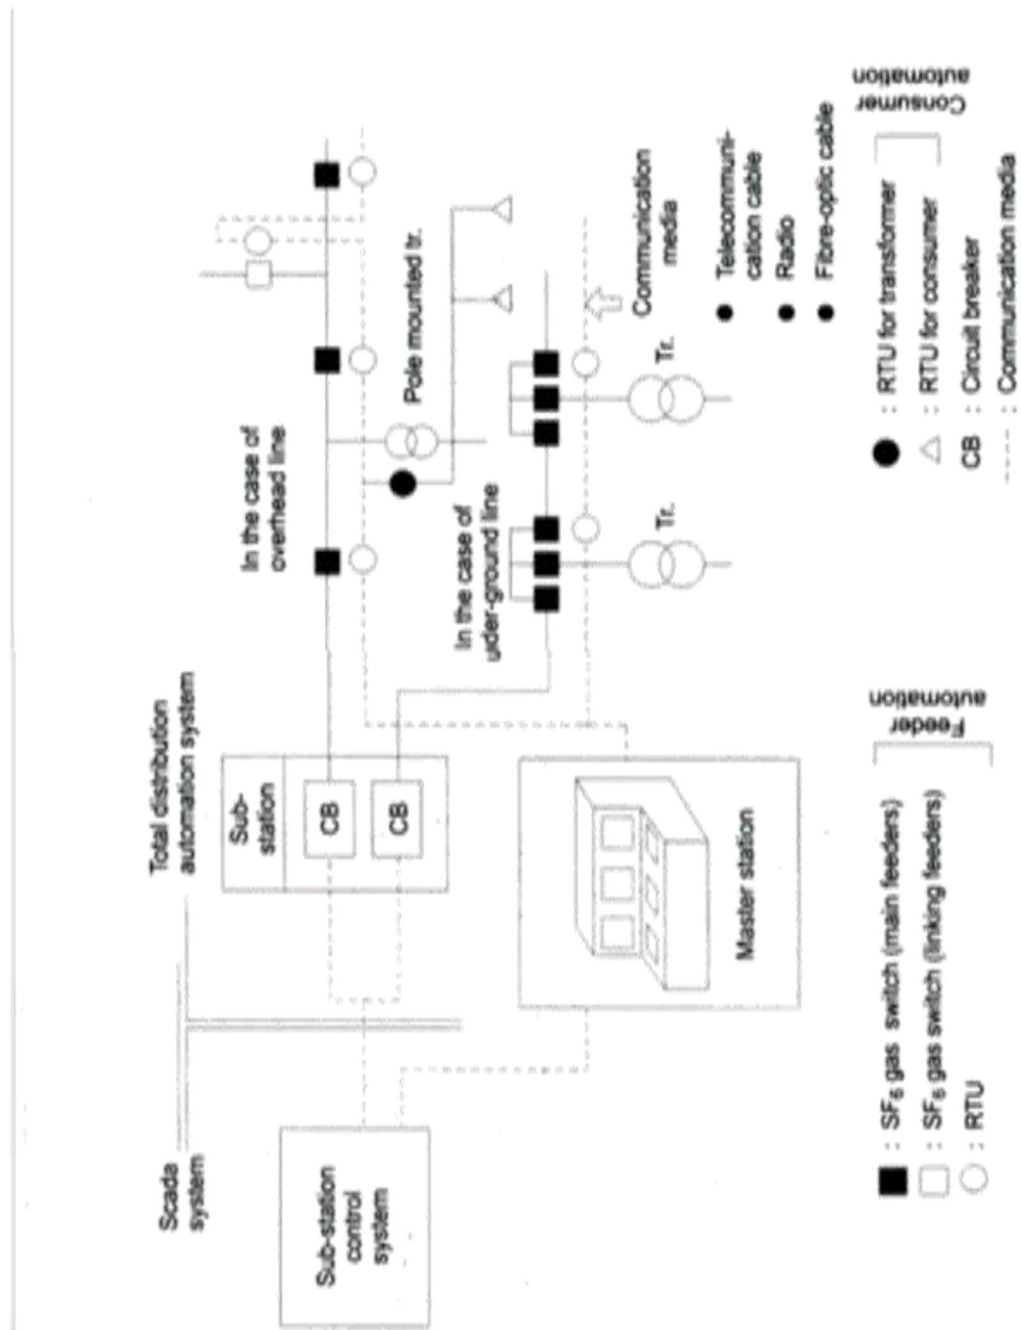 Scada
system
Total distribution
automation system
Sub-station
control
system
Sub-
station
CB
CB
Master station
In the case of
overhead line
Pole mounted tr.
In the case of
uider-ground line
Tr.
Tr.
Communication
media
● Telecommuni-
cation cable
● Radio
● Fibre-optic cable
: SF₆ gas switch (main feeders)
: SF₆ gas switch (linking feeders)
: RTU
Feeder
automation
: RTU for transformer
: RTU for consumer
CB : Circuit breaker
: Communication media
Consumer
automation